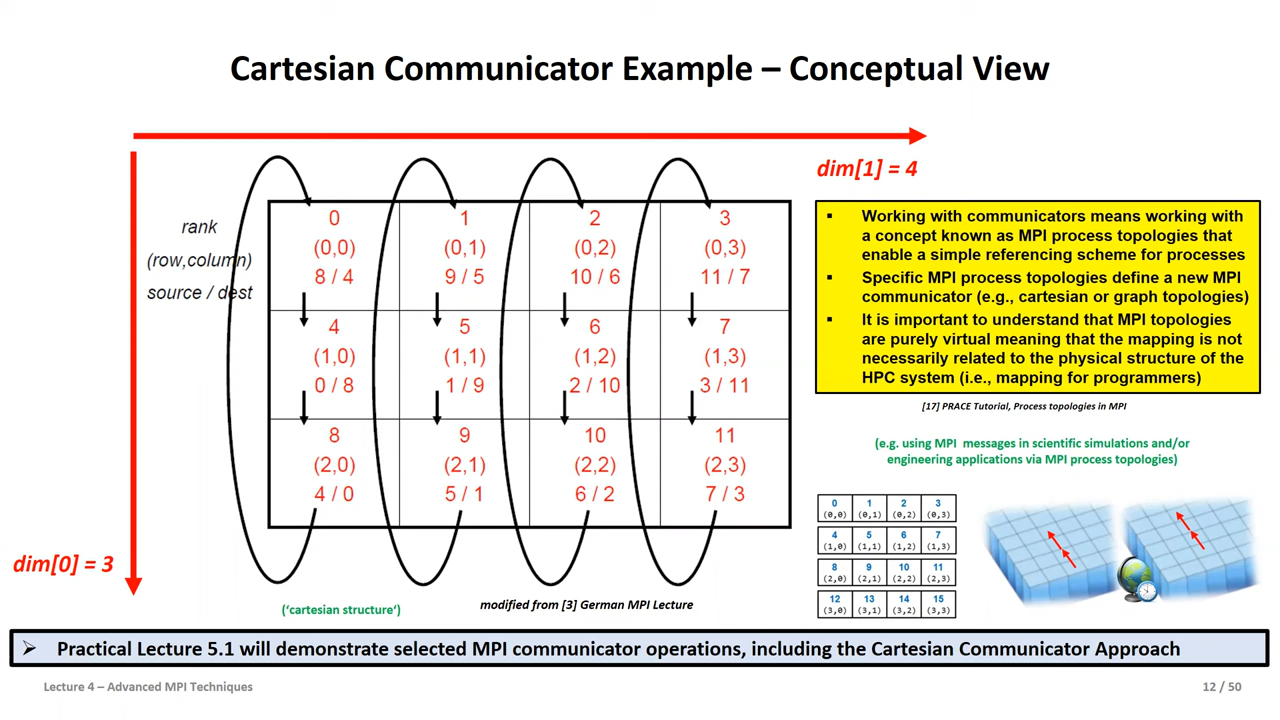 Cartesian Communicator Example – Conceptual View
dim[1] = 4
rank
(row,column)
source / dest
0 1 2 3
(0,0) (0,1) (0,2) (0,3)
8 / 4 9 / 5 10 / 6 11 / 7
4 5 6 7
(1,0) (1,1) (1,2) (1,3)
0 / 8 1 / 9 2 / 10 3 / 11
8 9 10 11
(2,0) (2,1) (2,2) (2,3)
4 / 0 5 / 1 6 / 2 7 / 3
dim[0] = 3
(‘cartesian structure‘)
modified from [3] German MPI Lecture
▪ Working with communicators means working with
a concept known as MPI process topologies that
enable a simple referencing scheme for processes
▪ Specific MPI process topologies define a new MPI
communicator (e.g., cartesian or graph topologies)
▪ It is important to understand that MPI topologies
are purely virtual meaning that the mapping is not
necessarily related to the physical structure of the
HPC system (i.e., mapping for programmers)
[17] PRACE Tutorial, Process topologies in MPI
(e.g. using MPI messages in scientific simulations and/or
engineering applications via MPI process topologies)
0 1 2 3
(0,0) (0,1) (0,2) (0,3)
4 5 6 7
(1,0) (1,1) (1,2) (1,3)
8 9 10 11
(2,0) (2,1) (2,2) (2,3)
12 13 14 15
(3,0) (3,1) (3,2) (3,3)
➢ Practical Lecture 5.1 will demonstrate selected MPI communicator operations, including the Cartesian Communicator Approach
Lecture 4 – Advanced MPI Techniques
12 / 50